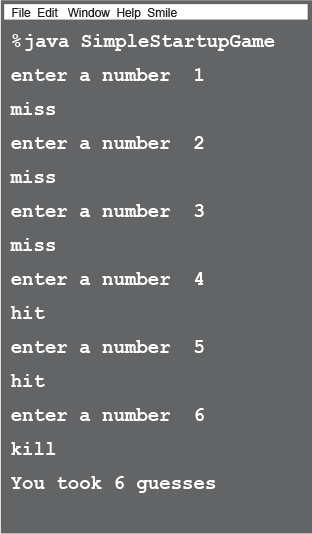 File Edit Window Help Smile
%java SimpleStartupGame
enter a number 1
miss
enter a number 2
miss
enter a number 3
miss
enter a number 4
hit
enter a number 5
hit
enter a number 6
kill
You took 6 guesses